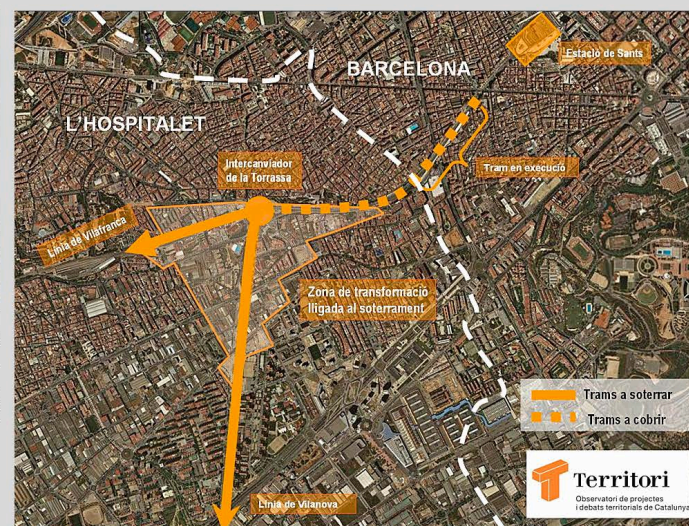 Estació de Sants
BARCELONA
L'HOSPITALET
Intercanviador
de la Torrassa
Tram en execució
Línia de Vilafranca
Zona de transformació
lligada al soterrament
Trams a soterrar
Trams a cobrir
Línia de Vilanova
Territori
Observatori de projectes
i debats territorials de Catalunya